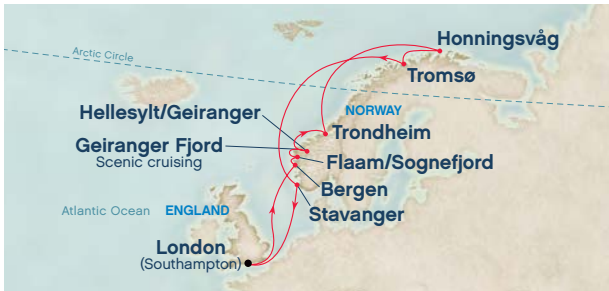 Honningsvåg
Arctic Circle
Tromsø
Hellesylt/Geiranger
NORWAY
Trondheim
Geiranger Fjord
Scenic cruising
Flaam/Sognefjord
Bergen
Atlantic Ocean
ENGLAND
Stavanger
London
(Southampton)